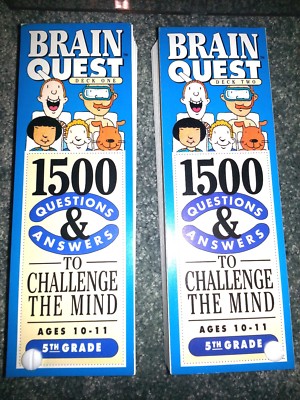 BRAIN
QUEST
DECK ONE
1500
QUESTIONS
&
ANSWERS
TO
CHALLENGE
THE MIND
AGES 10-11
5TH GRADE
BRAIN
QUEST
DECK TWO
1500
QUESTIONS
&
ANSWERS
TO
CHALLENGE
THE MIND
AGES 10-11
5TH GRADE